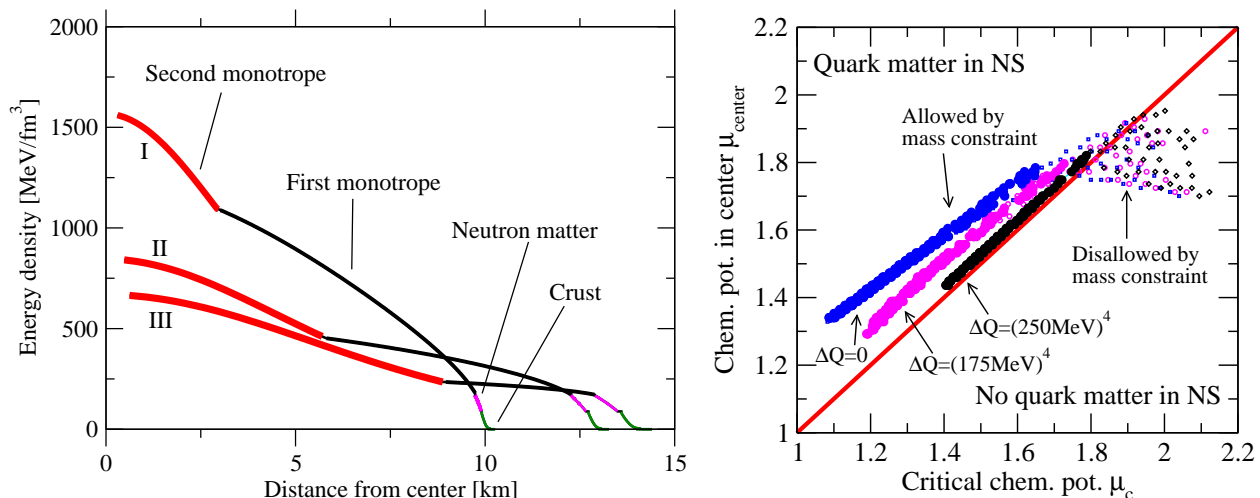 2000
1500
1000
500
0
Energy density [MeV/fm³]
Second monotrope
I
First monotrope
II
Neutron matter
III
Crust
0
5
10
15
Distance from center [km]
2.2
2
1.8
1.6
1.4
1.2
1
Chem. pot. in center μ_center
Quark matter in NS
Allowed by
mass constraint
Disallowed by
mass constraint
ΔQ=(250MeV)⁴
ΔQ=0
ΔQ=(175MeV)⁴
No quark matter in NS
1
1.2
1.4
1.6
1.8
2
2.2
Critical chem. pot. μ_c